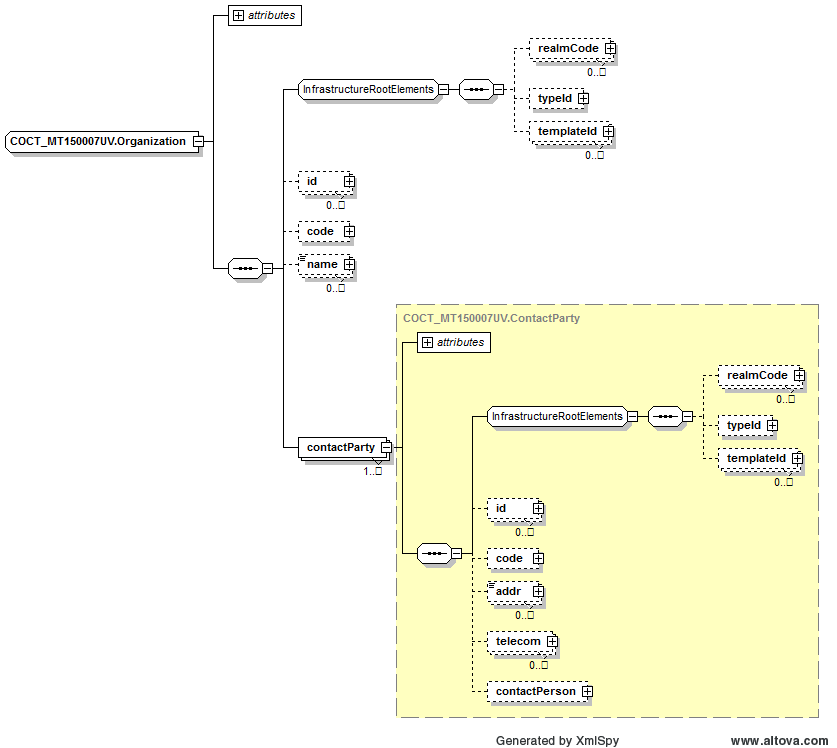 attributes
realmCode
0..□
InfrastructureRootElements
typeId
templateId
0..□
COCT_MT150007UV.Organization
id
0..□
code
name
0..□
COCT_MT150007UV.ContactParty
attributes
realmCode
0..□
InfrastructureRootElements
typeId
contactParty
1..□
templateId
0..□
id
0..□
code
addr
0..□
telecom
0..□
contactPerson
Generated by XmlSpy www.altova.com